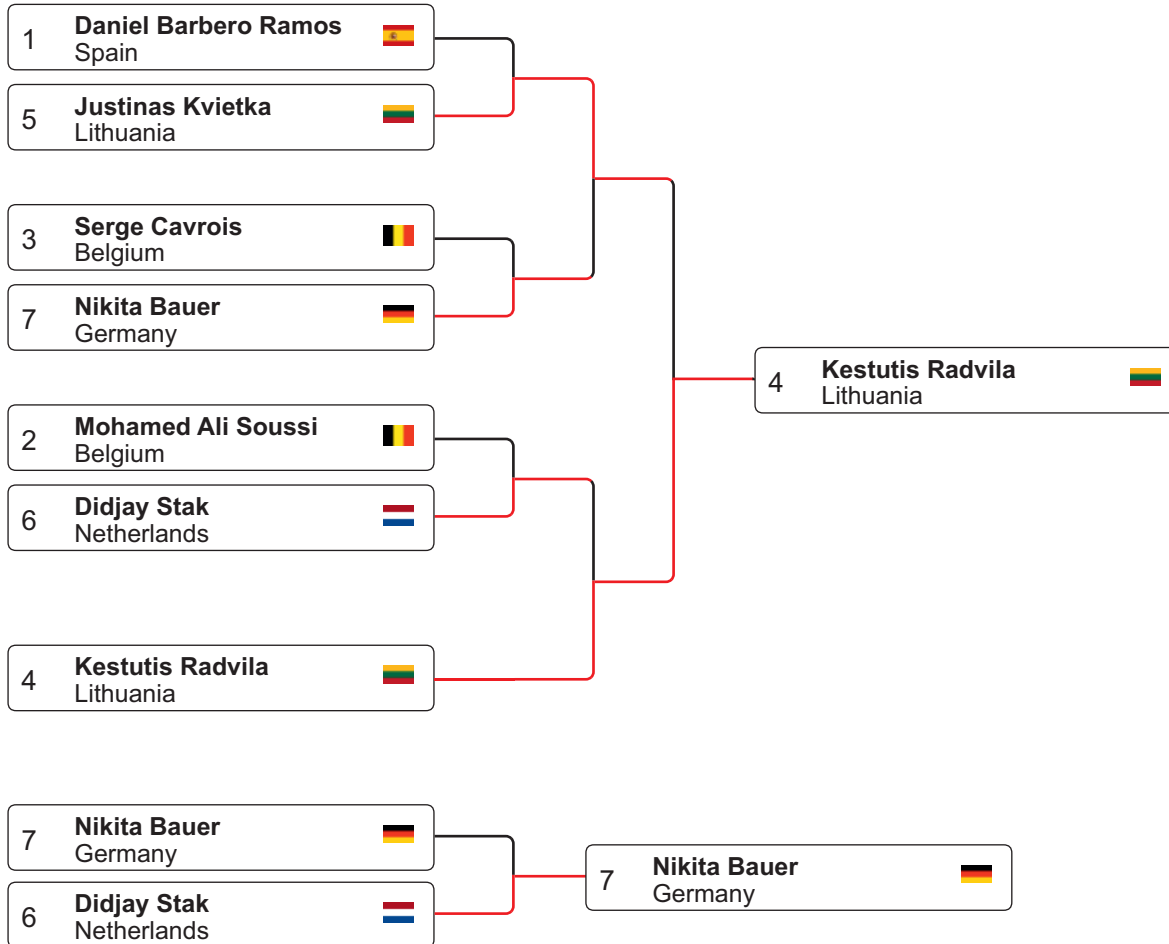 1 Daniel Barbero Ramos
Spain
5 Justinas Kvietka
Lithuania
3 Serge Cavrois
Belgium
7 Nikita Bauer
Germany
4 Kestutis Radvila
Lithuania
2 Mohamed Ali Soussi
Belgium
6 Didjay Stak
Netherlands
4 Kestutis Radvila
Lithuania
7 Nikita Bauer
Germany
7 Nikita Bauer
Germany
6 Didjay Stak
Netherlands